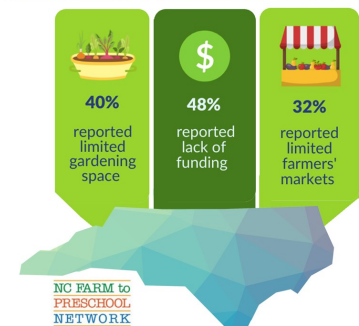 40%
reported
limited
gardening
space
$
48%
reported
lack of
funding
32%
reported
limited
farmers'
markets
NC FARM to
PRESCHOOL
NETWORK